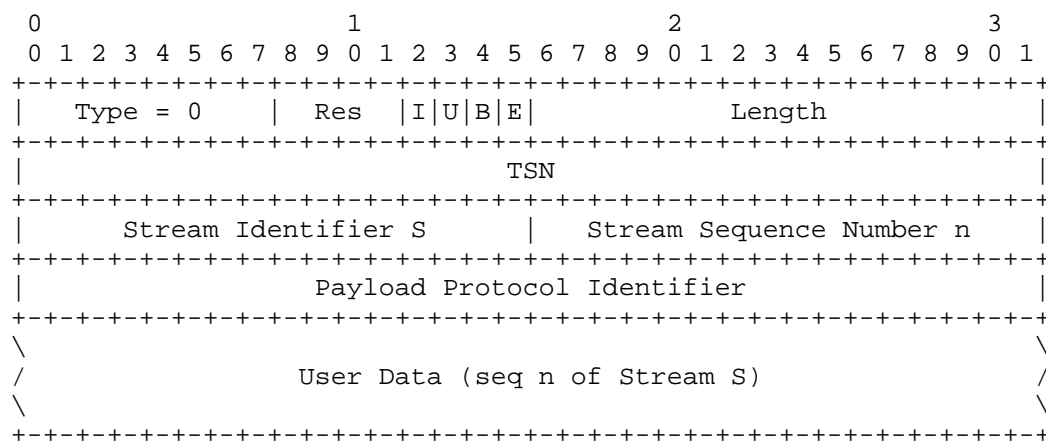 0                   1                   2                   3
 0 1 2 3 4 5 6 7 8 9 0 1 2 3 4 5 6 7 8 9 0 1 2 3 4 5 6 7 8 9 0 1
+-+-+-+-+-+-+-+-+-+-+-+-+-+-+-+-+-+-+-+-+-+-+-+-+-+-+-+-+-+-+-+-+
|   Type = 0    |  Res  |I|U|B|E|            Length             |
+-+-+-+-+-+-+-+-+-+-+-+-+-+-+-+-+-+-+-+-+-+-+-+-+-+-+-+-+-+-+-+-+
|                              TSN                              |
+-+-+-+-+-+-+-+-+-+-+-+-+-+-+-+-+-+-+-+-+-+-+-+-+-+-+-+-+-+-+-+-+
|      Stream Identifier S      |   Stream Sequence Number n    |
+-+-+-+-+-+-+-+-+-+-+-+-+-+-+-+-+-+-+-+-+-+-+-+-+-+-+-+-+-+-+-+-+
|                  Payload Protocol Identifier                  |
+-+-+-+-+-+-+-+-+-+-+-+-+-+-+-+-+-+-+-+-+-+-+-+-+-+-+-+-+-+-+-+-+
\                                                               \
/                 User Data (seq n of Stream S)                 /
\                                                               \
+-+-+-+-+-+-+-+-+-+-+-+-+-+-+-+-+-+-+-+-+-+-+-+-+-+-+-+-+-+-+-+-+